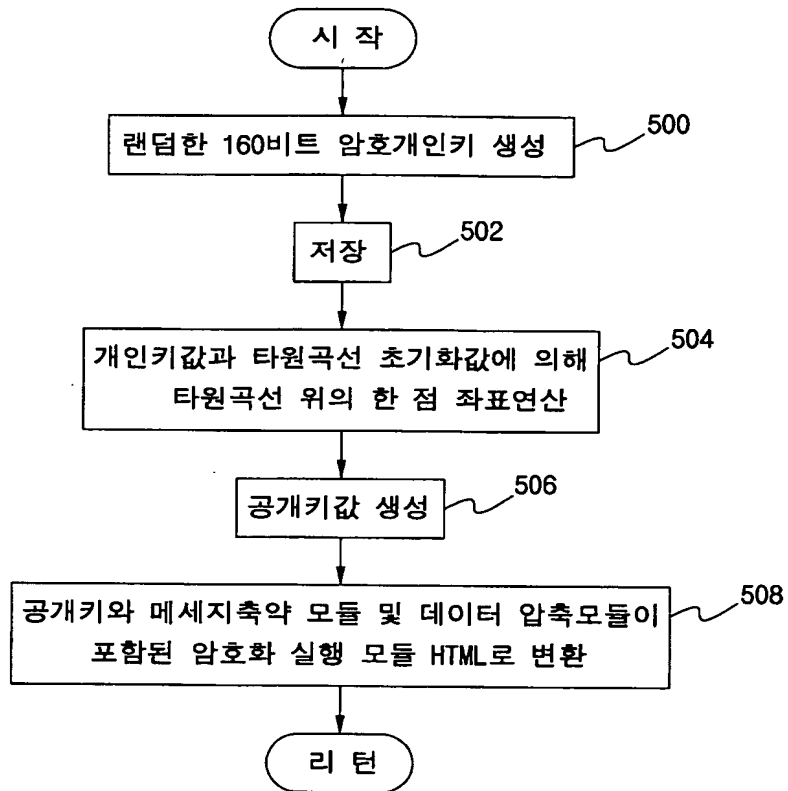 시 작
랜덤한 160비트 암호개인키 생성
500
저장
502
개인키값과 타원곡선 초기화값에 의해
타원곡선 위의 한 점 좌표연산
504
공개키값 생성
506
공개키와 메세지축약 모듈 및 데이터 압축모듈이
포함된 암호화 실행 모듈 HTML로 변환
508
리 턴